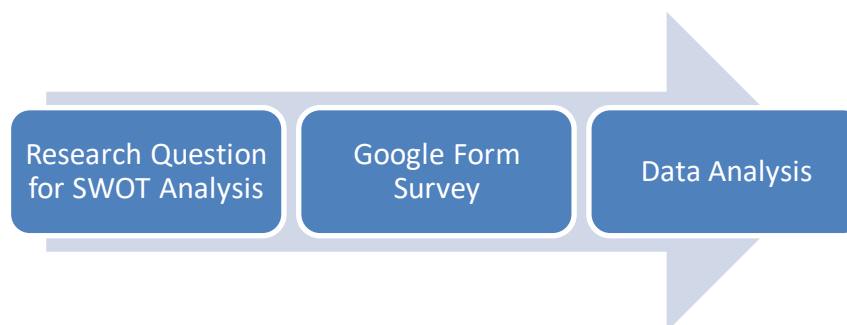 Research Question
for SWOT Analysis
Google Form
Survey
Data Analysis